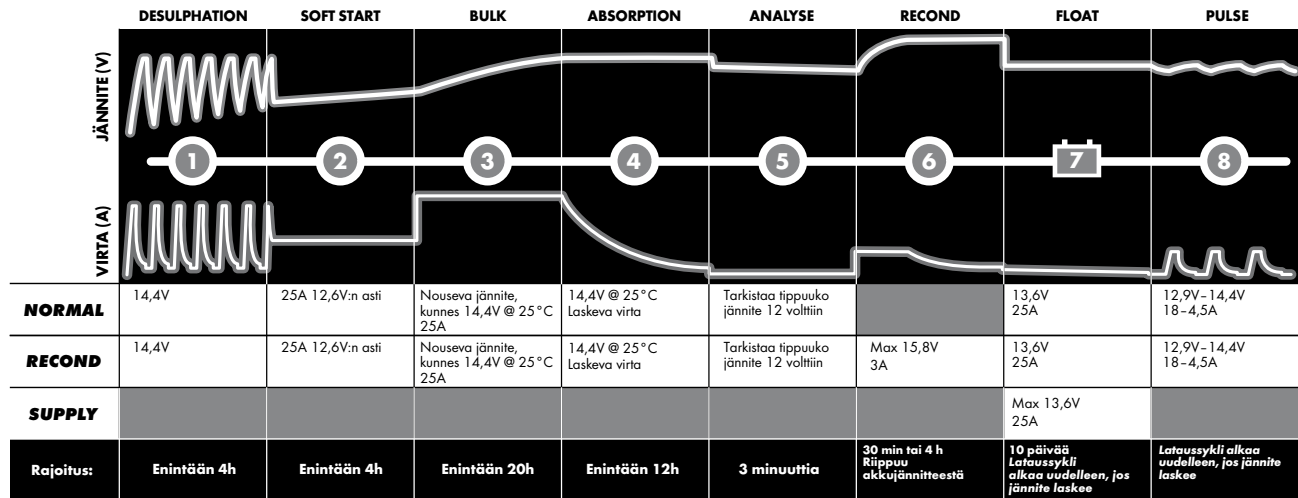 DESULPHATION SOFT START BULK ABSORPTION ANALYSE RECOND FLOAT PULSE
JÄNNITE (V)
1 2 3 4 5 6 7 8
VIRTA (A)
NORMAL
14,4V
25A 12,6V:n asti
Nouseva jännite,
kunnes 14,4V @ 25°C
25A
14,4V @ 25°C
Laskeva virta
Tarkistaa tippuuko
jännite 12 volttiin
13,6V
25A
12,9V–14,4V
18–4,5A
RECOND
14,4V
25A 12,6V:n asti
Nouseva jännite,
kunnes 14,4V @ 25°C
25A
14,4V @ 25°C
Laskeva virta
Tarkistaa tippuuko
jännite 12 volttiin
Max 15,8V
3A
13,6V
25A
12,9V–14,4V
18–4,5A
SUPPLY
Max 13,6V
25A
Rajoitus:
Enintään 4h
Enintään 4h
Enintään 20h
Enintään 12h
3 minuuttia
30 min tai 4 h
Riippuu
akkujännitteestä
10 päivää
Lataussykli
alkaa uudelleen, jos
jännite laskee
Lataussykli alkaa
uudelleen, jos jännite
laskee